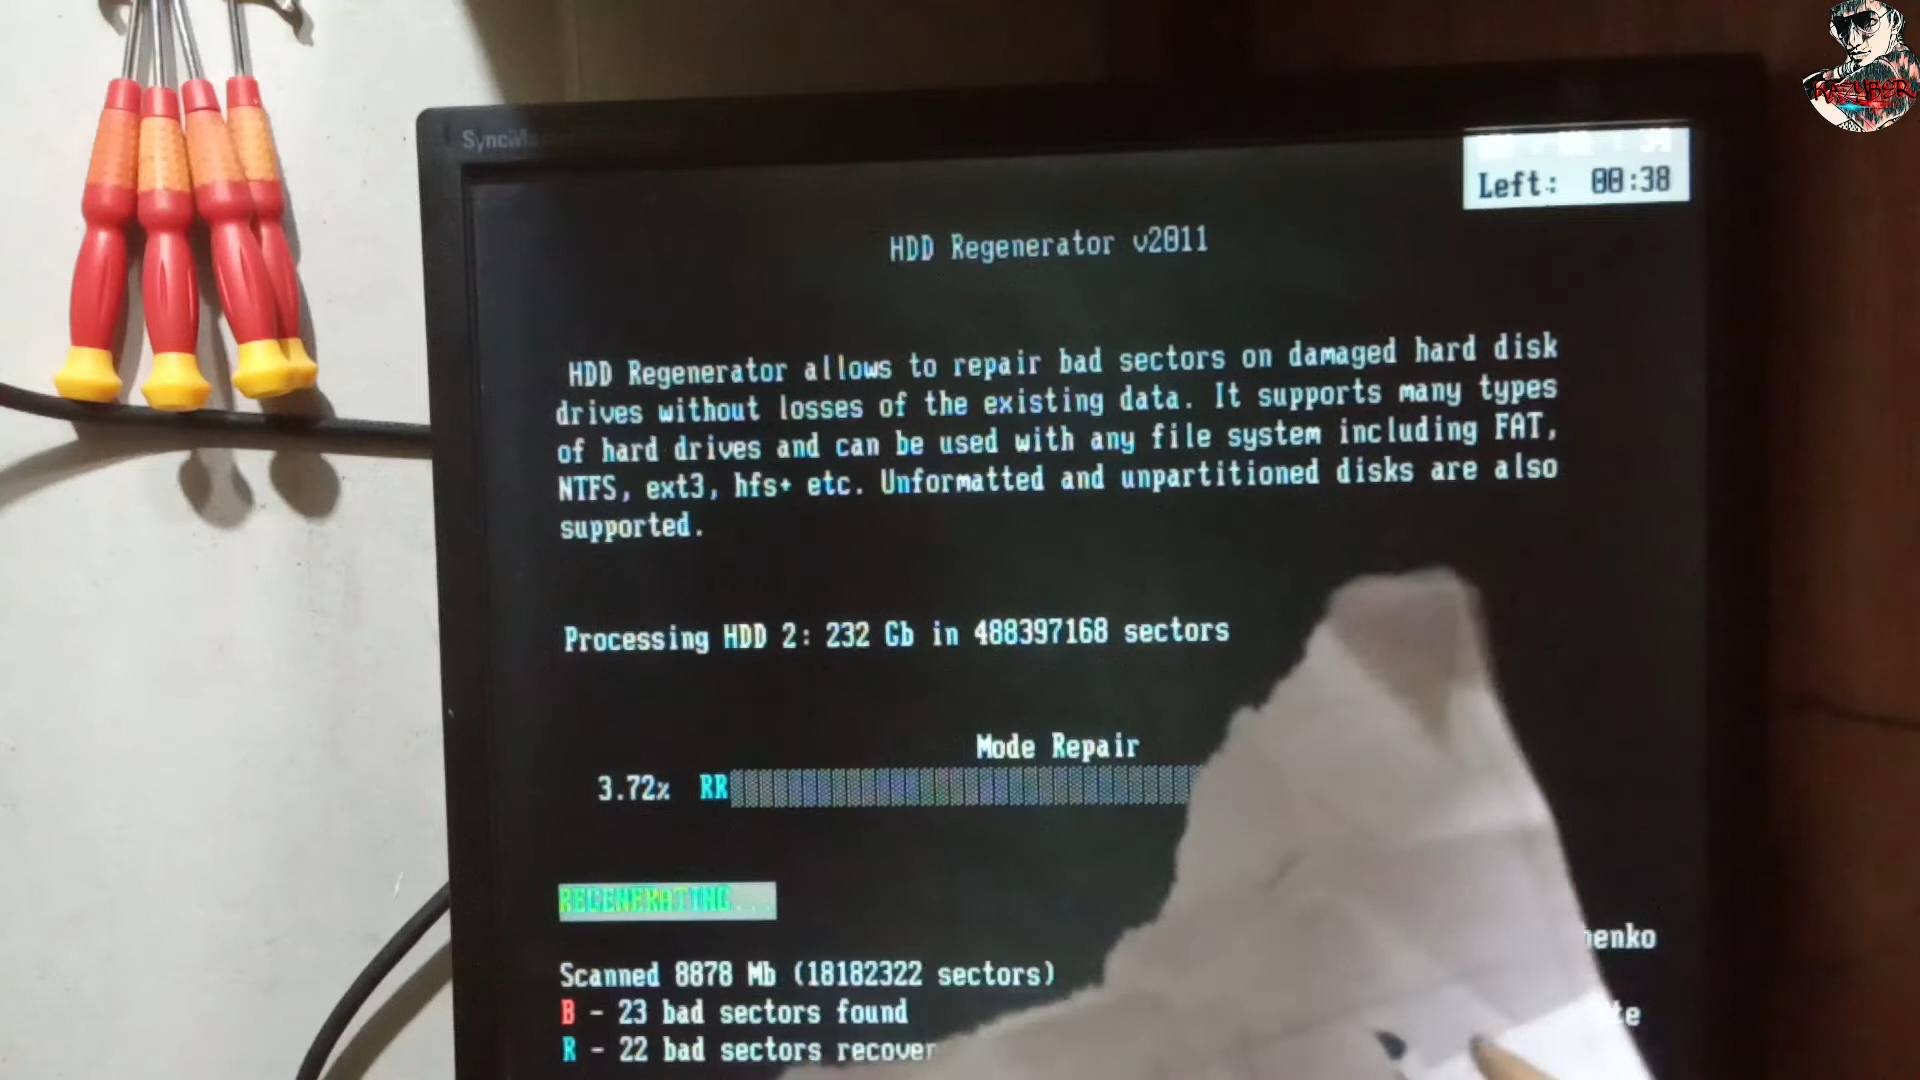 SyncMa
Left: 00:38
HDD Regenerator v2011
HDD Regenerator allows to repair bad sectors on damaged hard disk
drives without losses of the existing data. It supports many types
of hard drives and can be used with any file system including FAT,
NTFS, ext3, hfs+ etc. Unformatted and unpartitioned disks are also
supported.
Processing HDD 2: 232 Gb in 488397168 sectors
Mode Repair
3.72% RR
REGENERATING...
enko
Scanned 8878 Mb (18182322 sectors)
B - 23 bad sectors found
te
R - 22 bad sectors recover